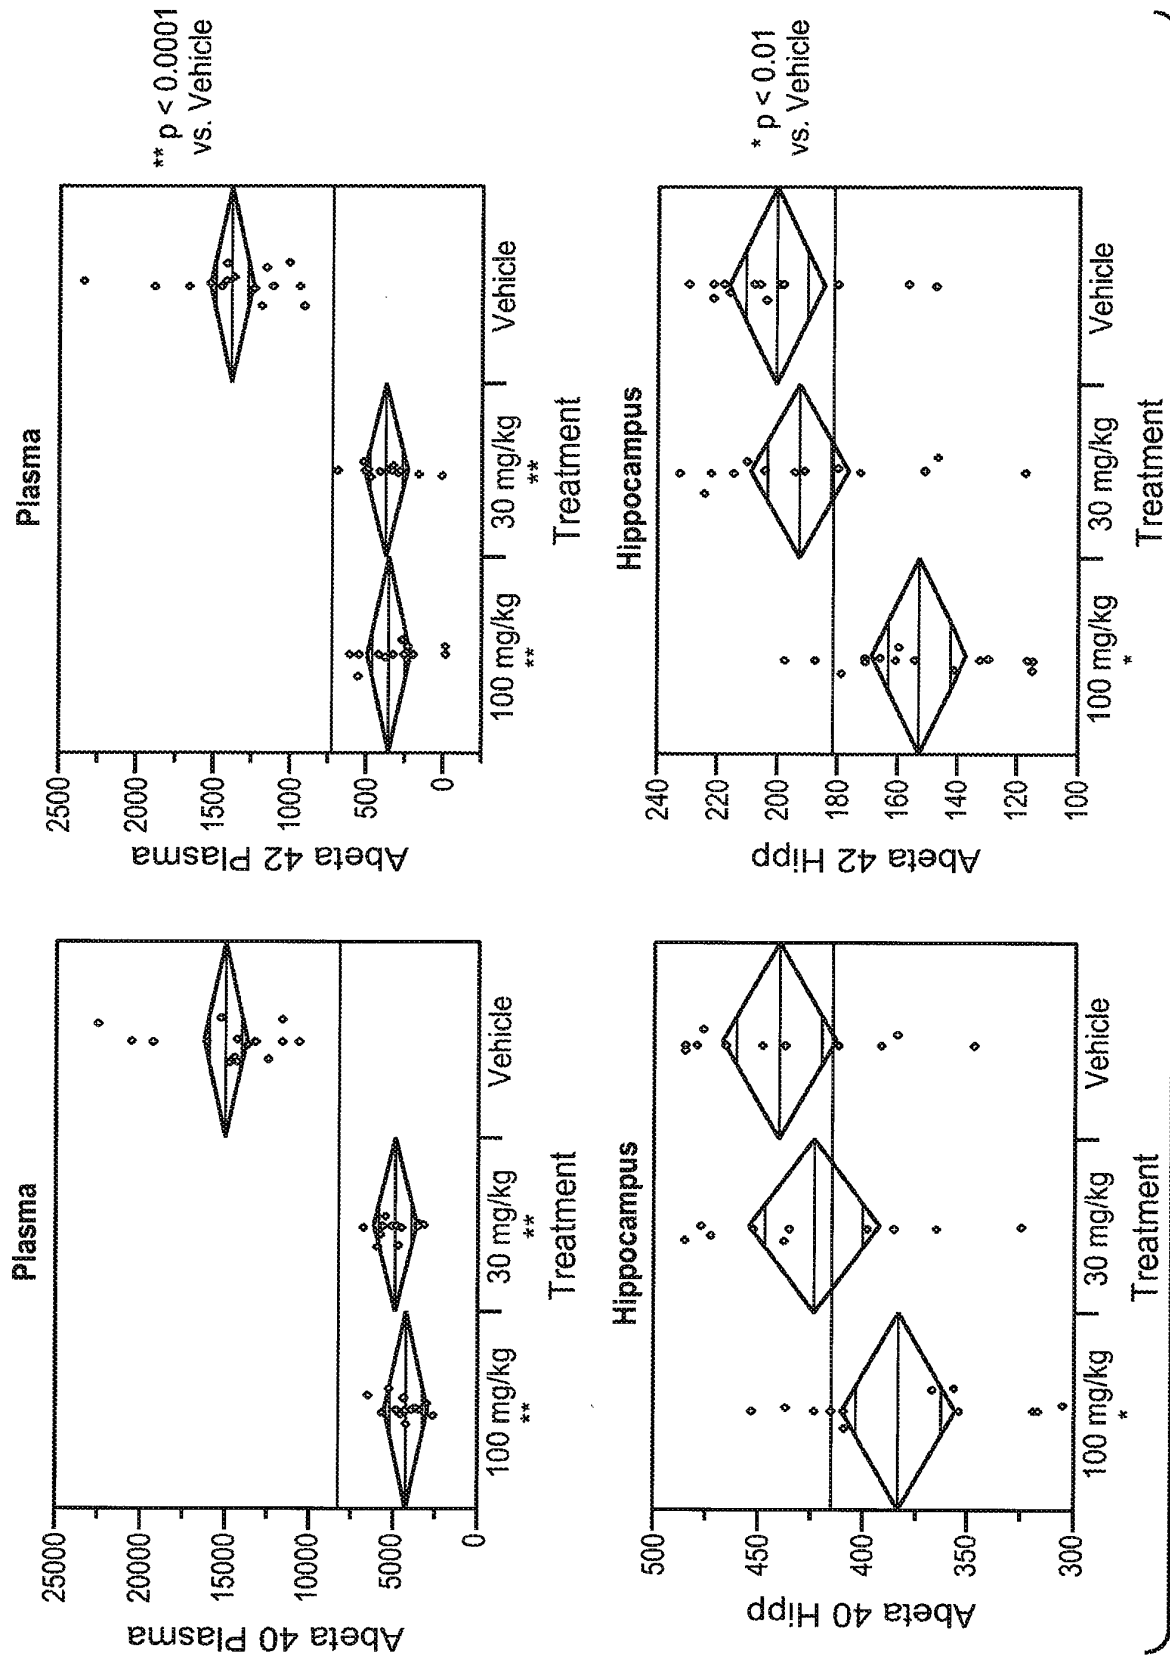 Plasma
Abeta 40 Plasma
25000
20000
15000
10000
5000
0
100 mg/kg
**
30 mg/kg
**
Vehicle
Treatment
Plasma
Abeta 42 Plasma
2500
2000
1500
1000
500
0
100 mg/kg
**
30 mg/kg
**
Vehicle
Treatment
** p < 0.0001
vs. Vehicle
Hippocampus
Abeta 40 Hipp
500
450
400
350
300
100 mg/kg
*
30 mg/kg
Vehicle
Treatment
Hippocampus
Abeta 42 Hipp
240
220
200
180
160
140
120
100
100 mg/kg
*
30 mg/kg
Vehicle
Treatment
* p < 0.01
vs. Vehicle